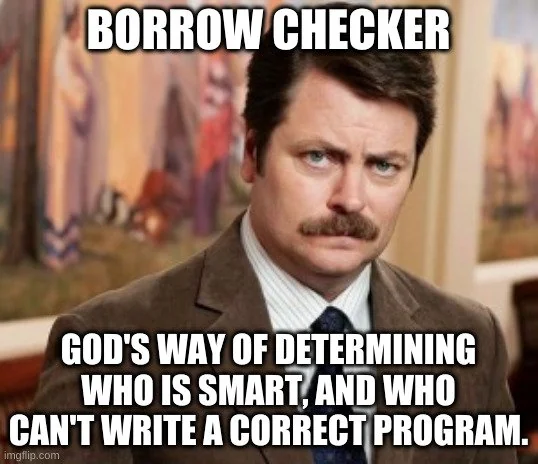 BORROW CHECKER
GOD'S WAY OF DETERMINING
WHO IS SMART, AND WHO
CAN'T WRITE A CORRECT PROGRAM.
imgflip.com